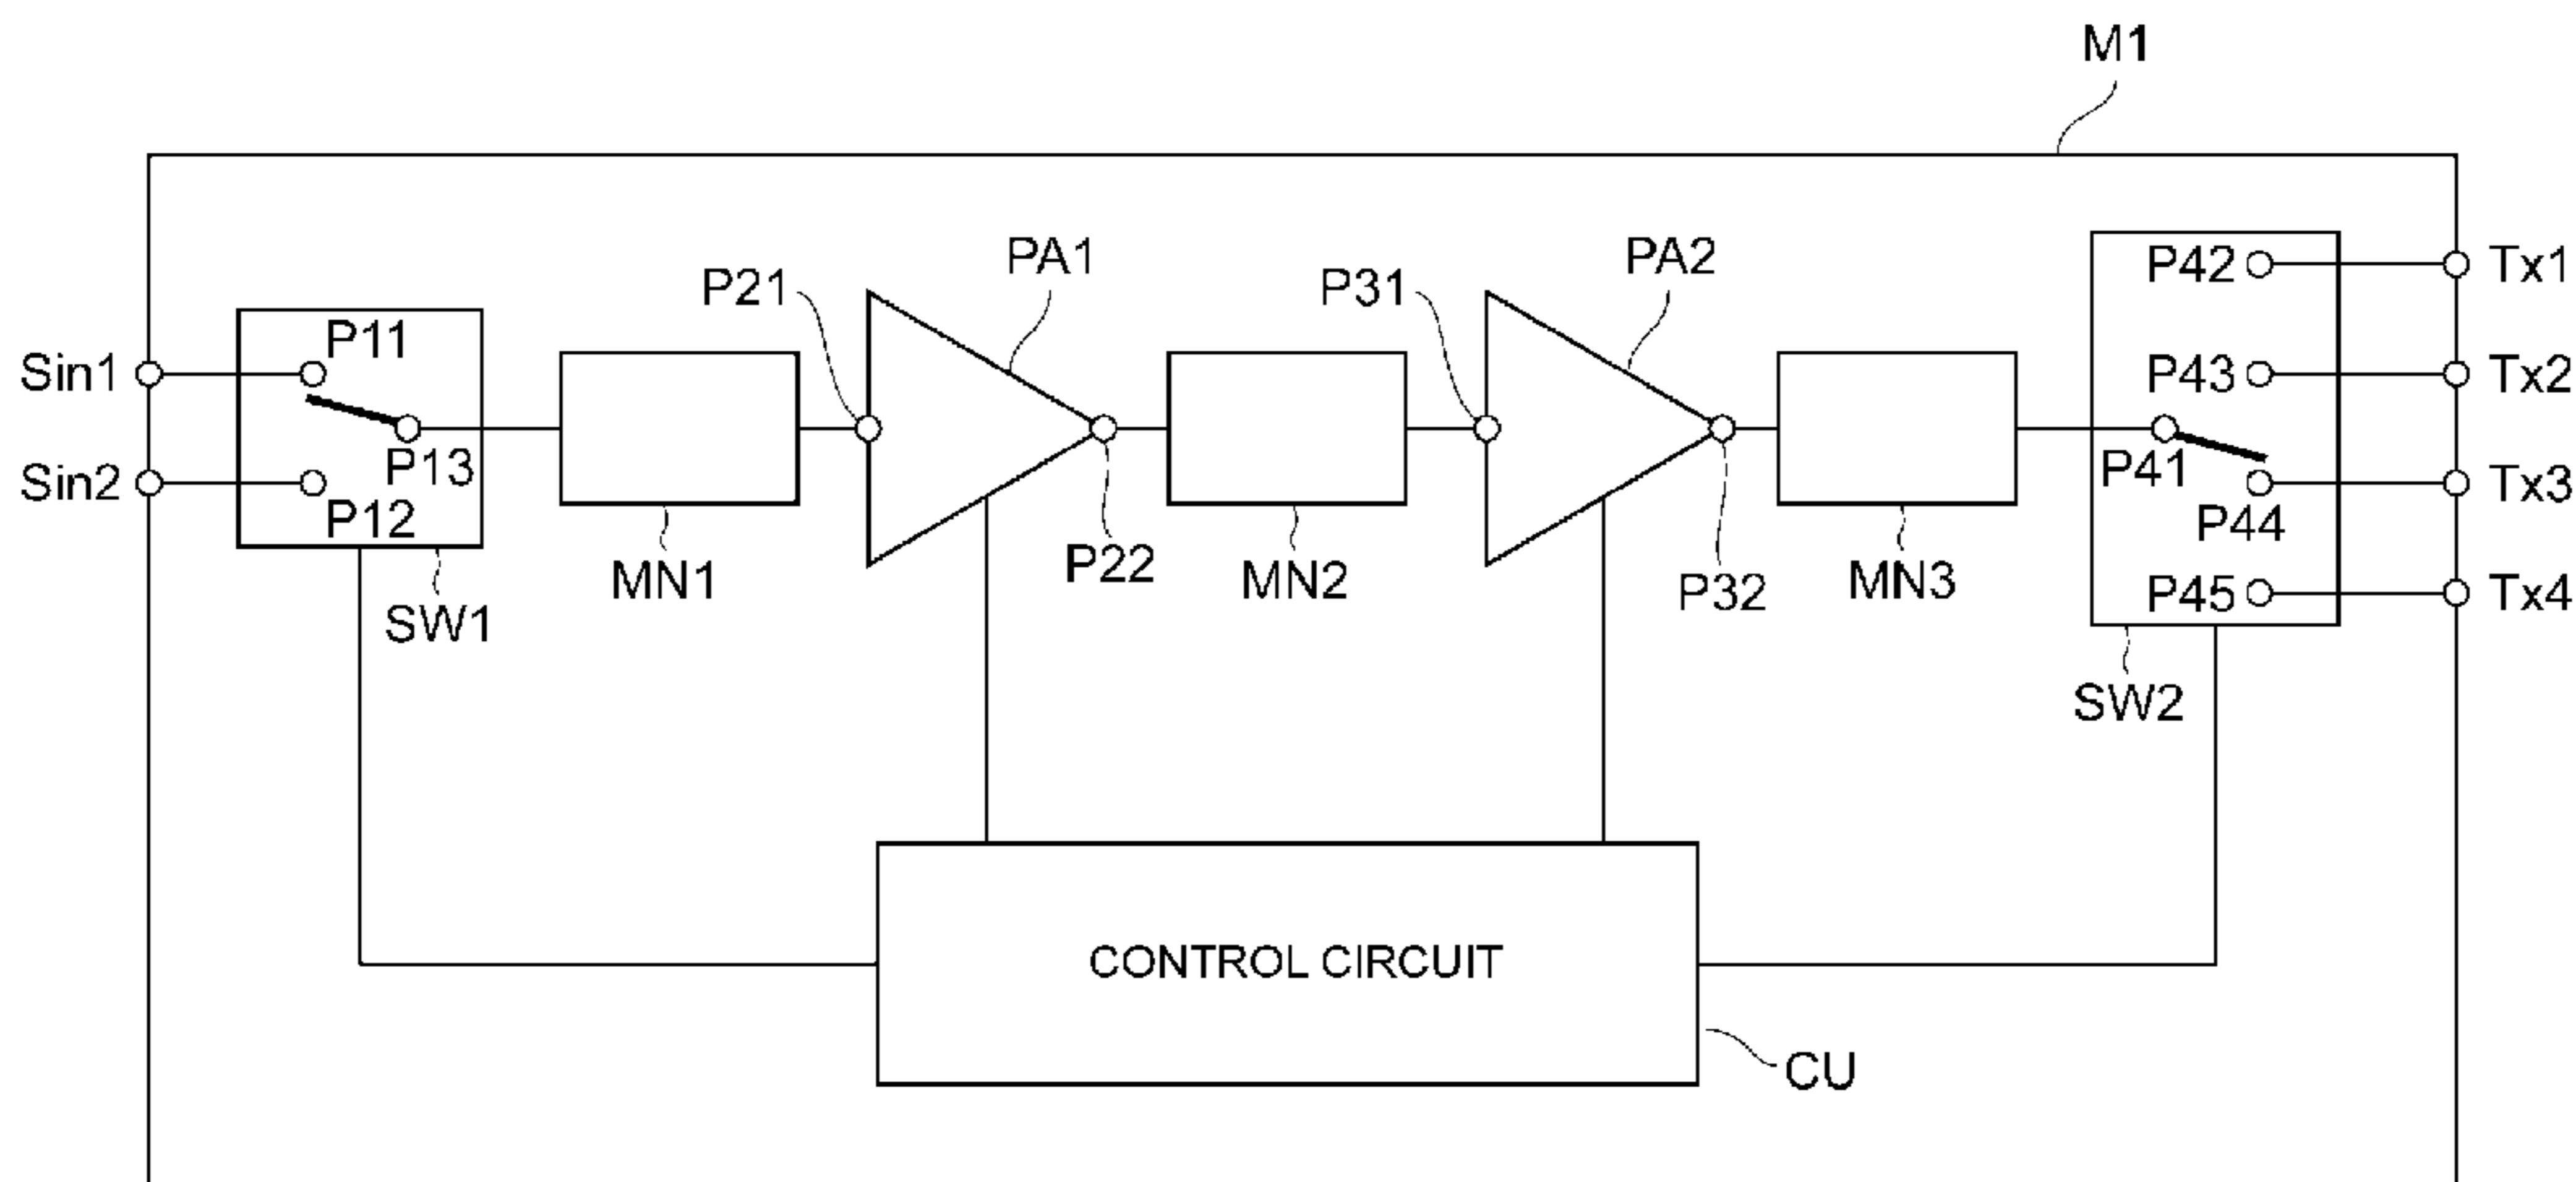 M1
PA1
PA2
P21
P31
P42
Tx1
P11
Sin1
P43
Tx2
P13
P41
Sin2
P12
P44
Tx3
P22
P32
MN1
MN2
MN3
P45
Tx4
SW1
SW2
CONTROL CIRCUIT
CU